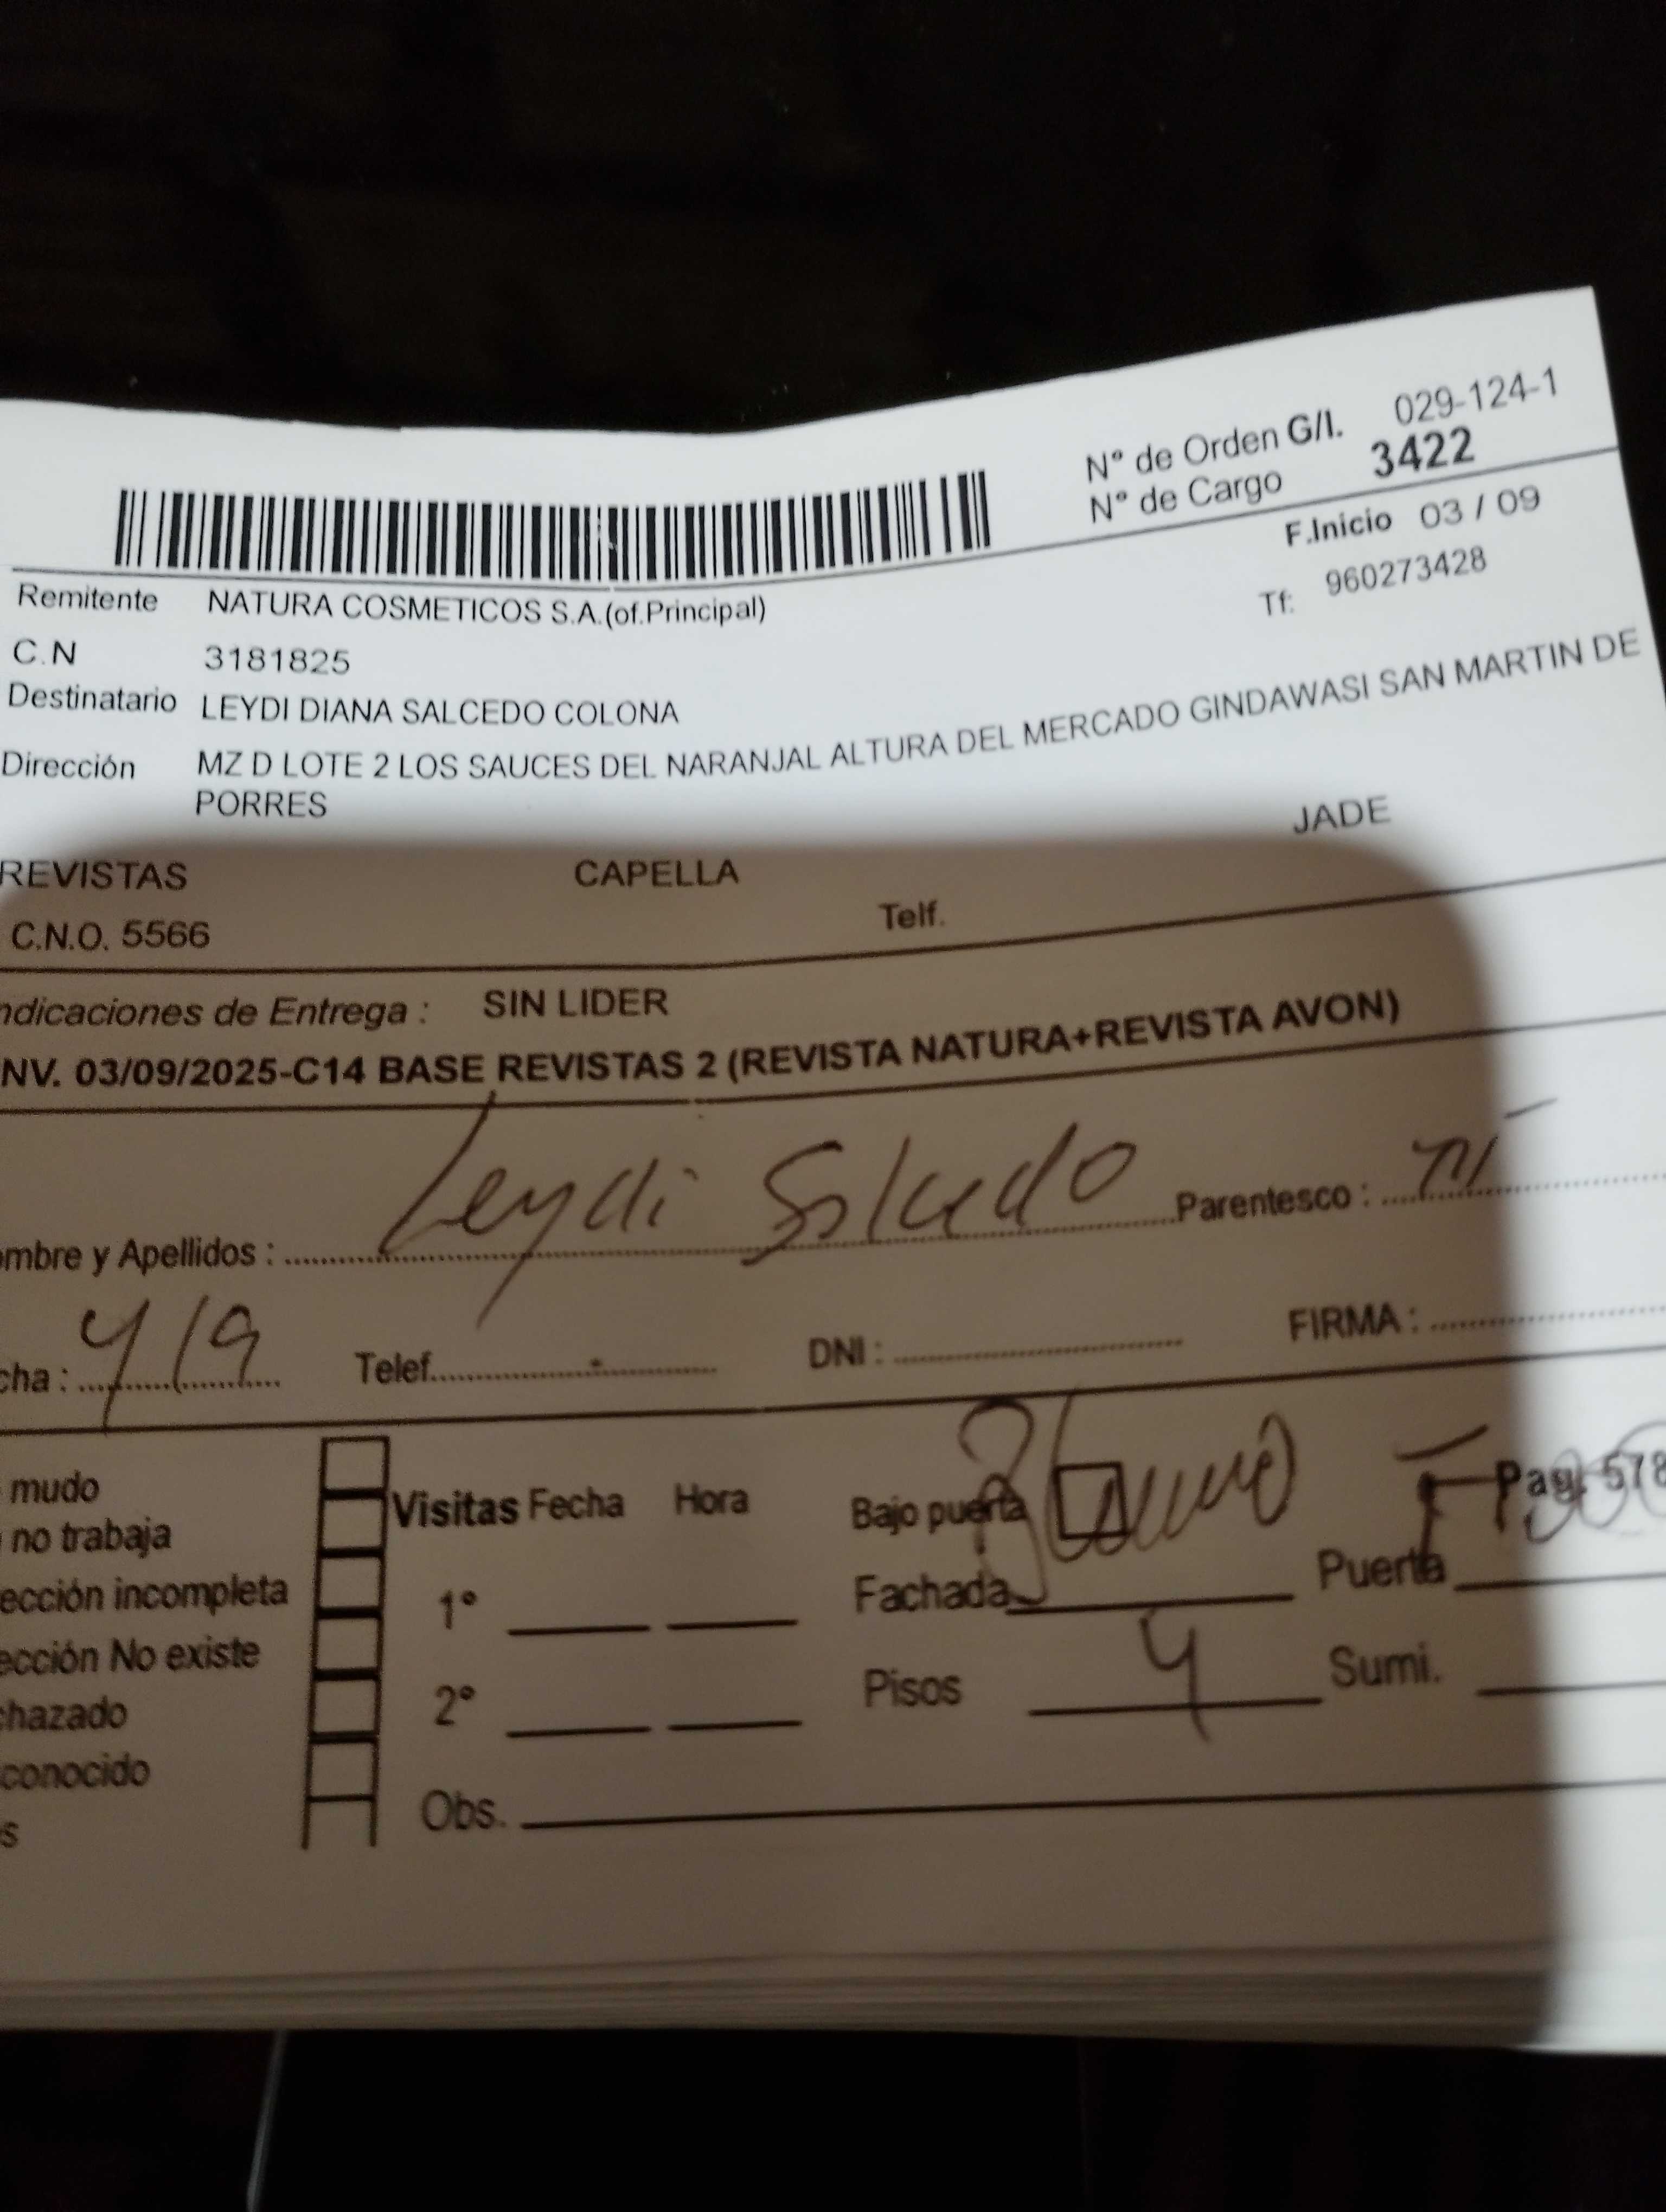 N° de Orden G/I. 029-124-1
N° de Cargo 3422
F.Inicio 03 / 09
Remitente NATURA COSMETICOS S.A.(of.Principal)
Tf: 960273428
C.N 3181825
Destinatario LEYDI DIANA SALCEDO COLONA
Dirección MZ D LOTE 2 LOS SAUCES DEL NARANJAL ALTURA DEL MERCADO GINDAWASI SAN MARTIN DE
PORRES
JADE
REVISTAS CAPELLA
C.N.O. 5566 Telf.
ndicaciones de Entrega : SIN LIDER
NV. 03/09/2025-C14 BASE REVISTAS 2 (REVISTA NATURA+REVISTA AVON)
ombre y Apellidos : Leydi Salcedo Parentesco :
cha : 4/9 Telef. DNI : FIRMA :
mudo
no trabaja
ección incompleta
ección No existe
chazado
conocido
s
Visitas Fecha Hora
1°
2°
Obs.
Bajo puerta Pag. 578
Fachada Puerta
Pisos 4 Sumi.